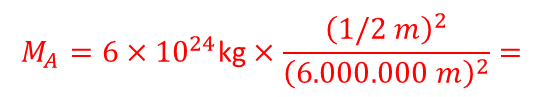 M_A = 6 × 10^24 kg × (1/2 m)^2 / (6.000.000 m)^2 =